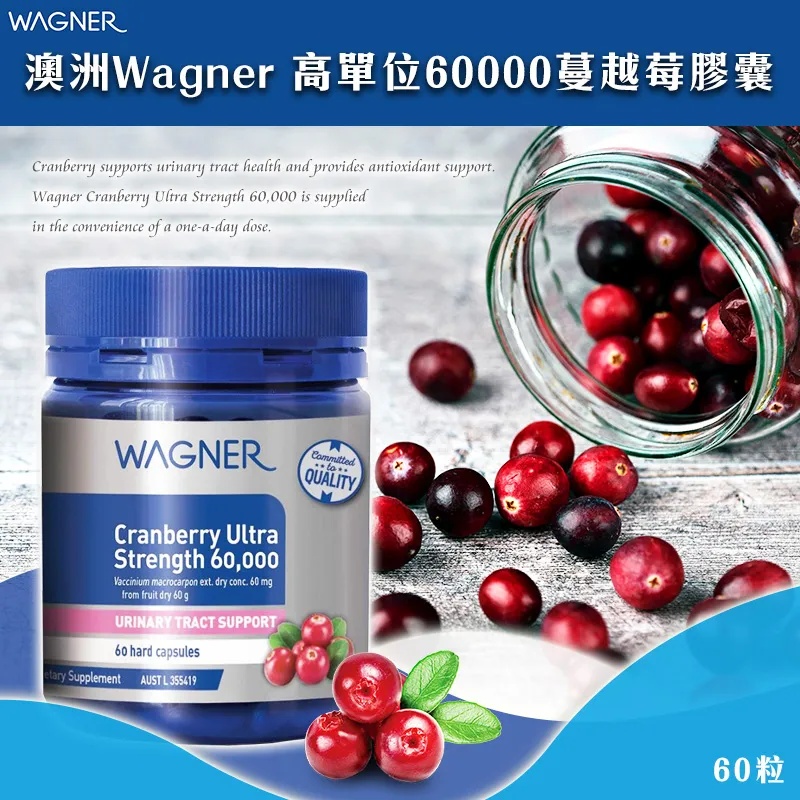 WAGNER
澳洲Wagner 高單位60000蔓越莓膠囊
Cranberry supports urinary tract health and provides antioxidant support.
Wagner Cranberry Ultra Strength 60,000 is supplied
in the convenience of a one-a-day dose.
WAGNER
Committed
to
QUALITY
Cranberry Ultra
Strength 60,000
Vaccinium macrocarpon ext. dry conc. 60 mg
from fruit dry 60 g
URINARY TRACT SUPPORT
60 hard capsules
etary Supplement
AUST L 355419
60粒